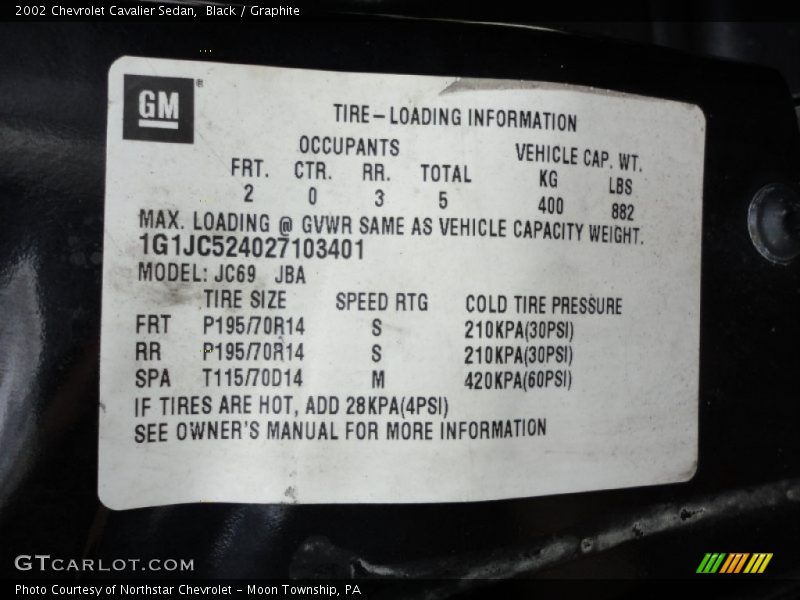 2002 Chevrolet Cavalier Sedan,  Black / Graphite
GM®
TIRE-LOADING INFORMATION
OCCUPANTS VEHICLE CAP. WT.
FRT. CTR. RR. TOTAL KG LBS
2 0 3 5 400 882
MAX. LOADING @ GVWR SAME AS VEHICLE CAPACITY WEIGHT.
1G1JC524027103401
MODEL: JC69 JBA
TIRE SIZE SPEED RTG COLD TIRE PRESSURE
FRT P195/70R14 S 210KPA(30PSI)
RR P195/70R14 S 210KPA(30PSI)
SPA T115/70D14 M 420KPA(60PSI)
IF TIRES ARE HOT, ADD 28KPA(4PSI)
SEE OWNER'S MANUAL FOR MORE INFORMATION
GTCARLOT.COM
Photo Courtesy of Northstar Chevrolet - Moon Township, PA